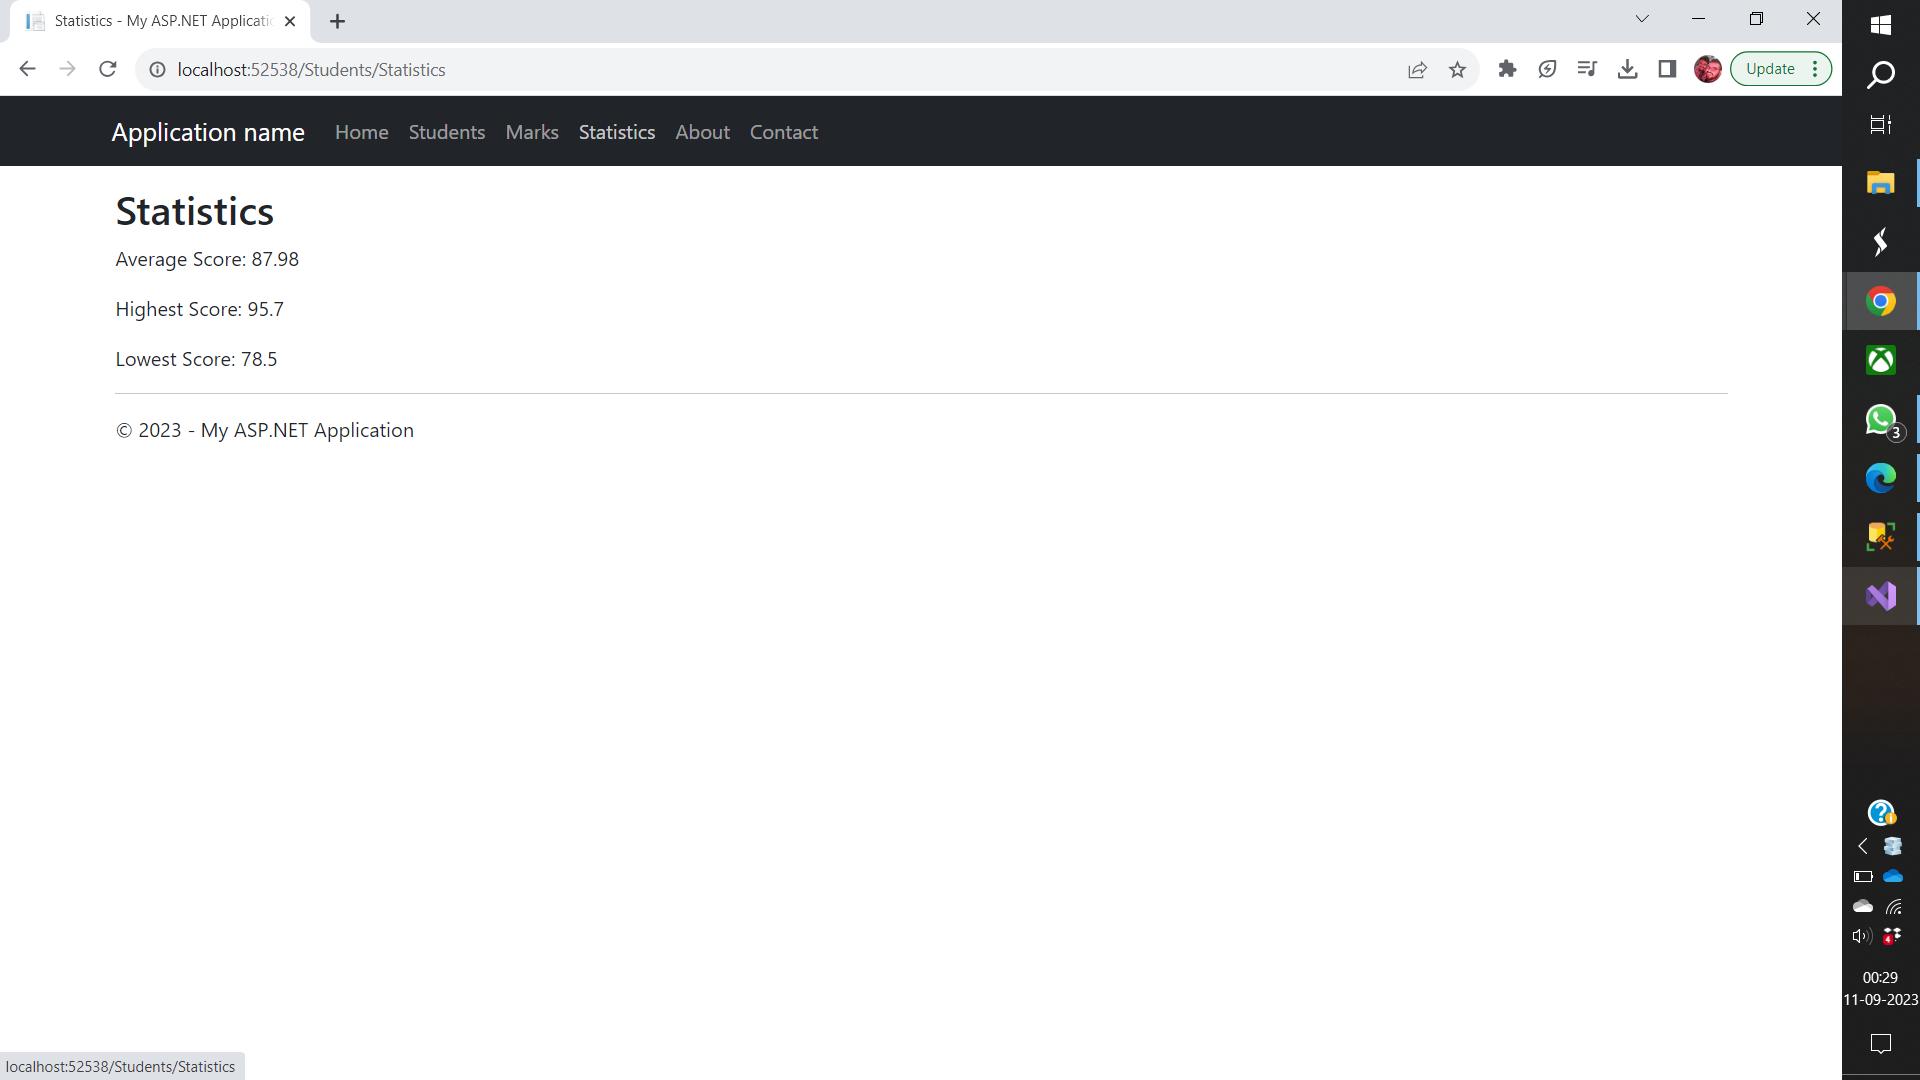 Statistics - My ASP.NET Applicatio
localhost:52538/Students/Statistics
Update
Application name
Home
Students
Marks
Statistics
About
Contact
Statistics
Average Score: 87.98
Highest Score: 95.7
Lowest Score: 78.5
© 2023 - My ASP.NET Application
localhost:52538/Students/Statistics
3
4
00:29
11-09-2023